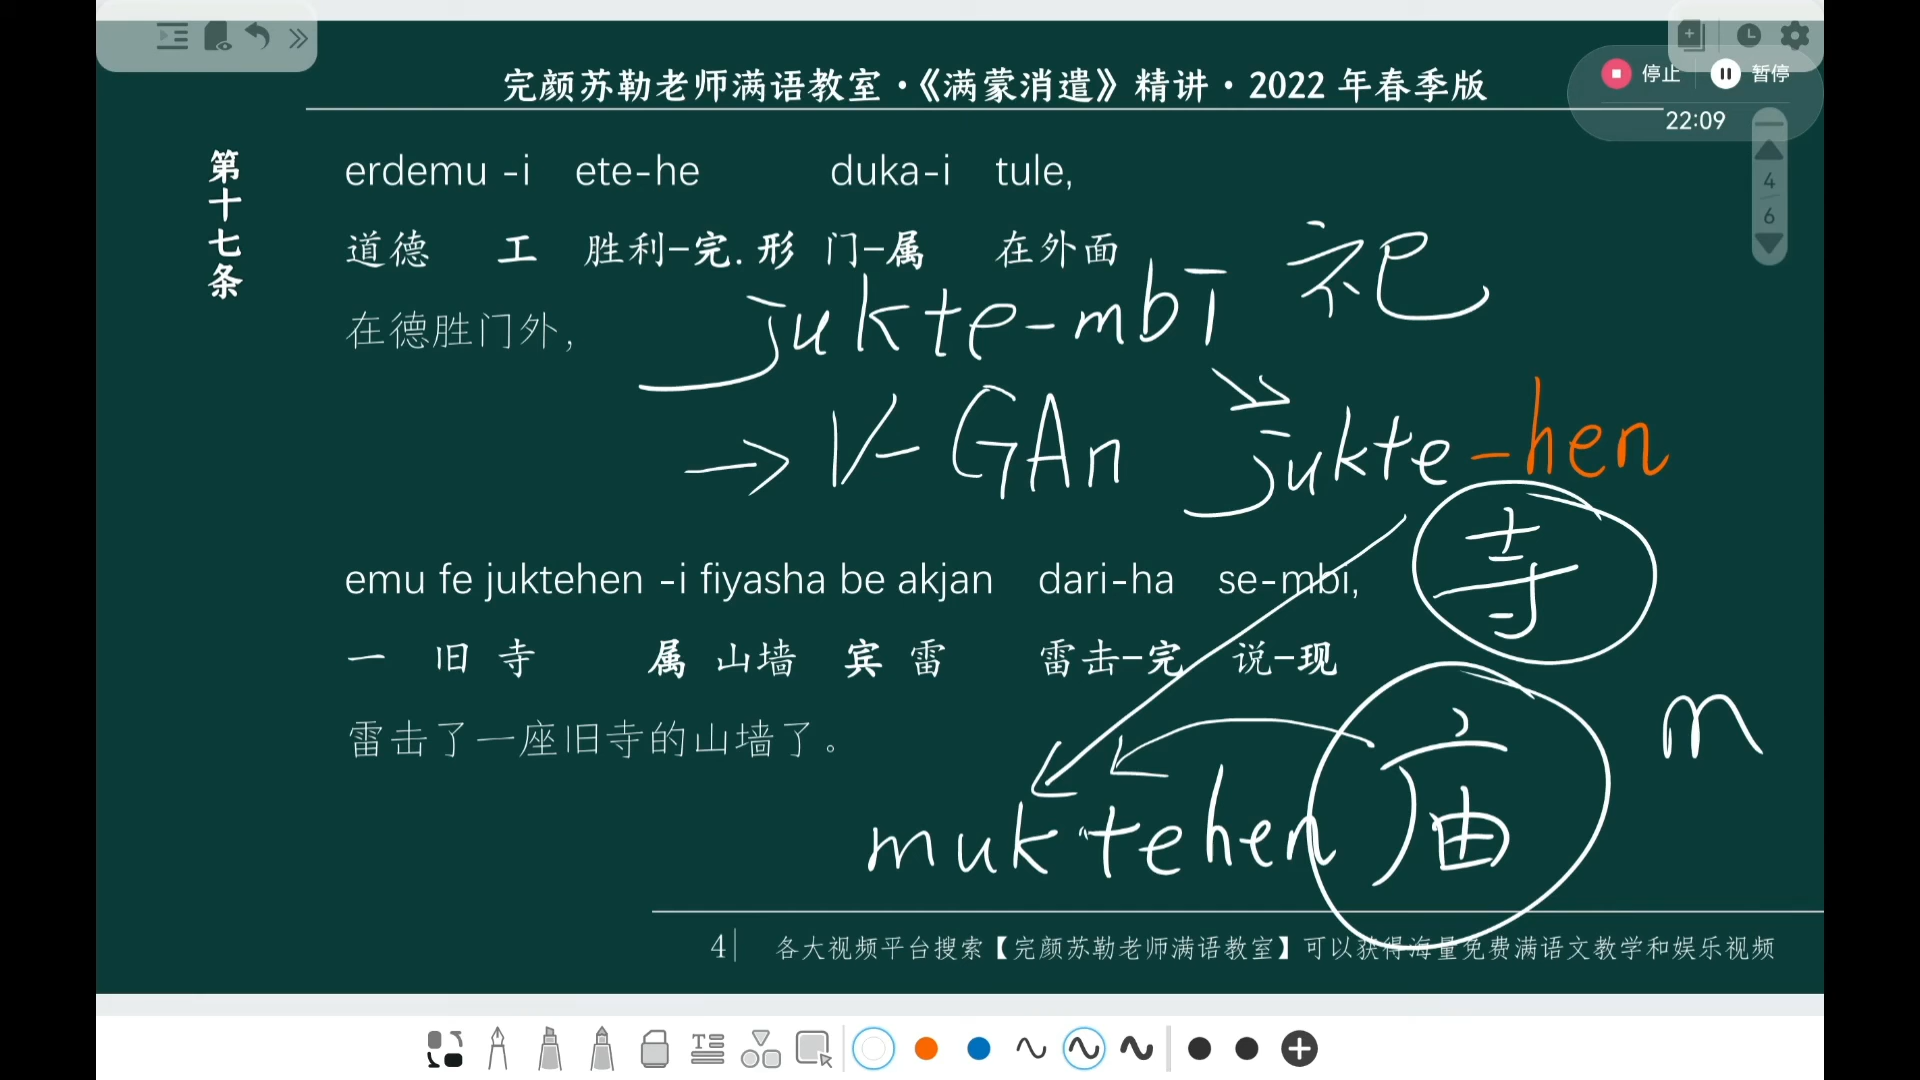 完颜苏勒老师满语教室·《满蒙消遣》精讲·2022 年春季版
停止 暂停
22:09
4
6
第十七条
erdemu -i ete-he duka-i tule,
道德 工 胜利-完.形 门-属 在外面
在德胜门外，
jukte-mbi 祀
→ V-GAn jukte-hen
寺
emu fe juktehen -i fiyasha be akjan dari-ha se-mbi,
一 旧 寺 属 山墙 宾 雷 雷击-完 说-现
雷击了一座旧寺的山墙了。
m
muktehen 庙
4 各大视频平台搜索【完颜苏勒老师满语教室】可以获得海量免费满语文教学和娱乐视频